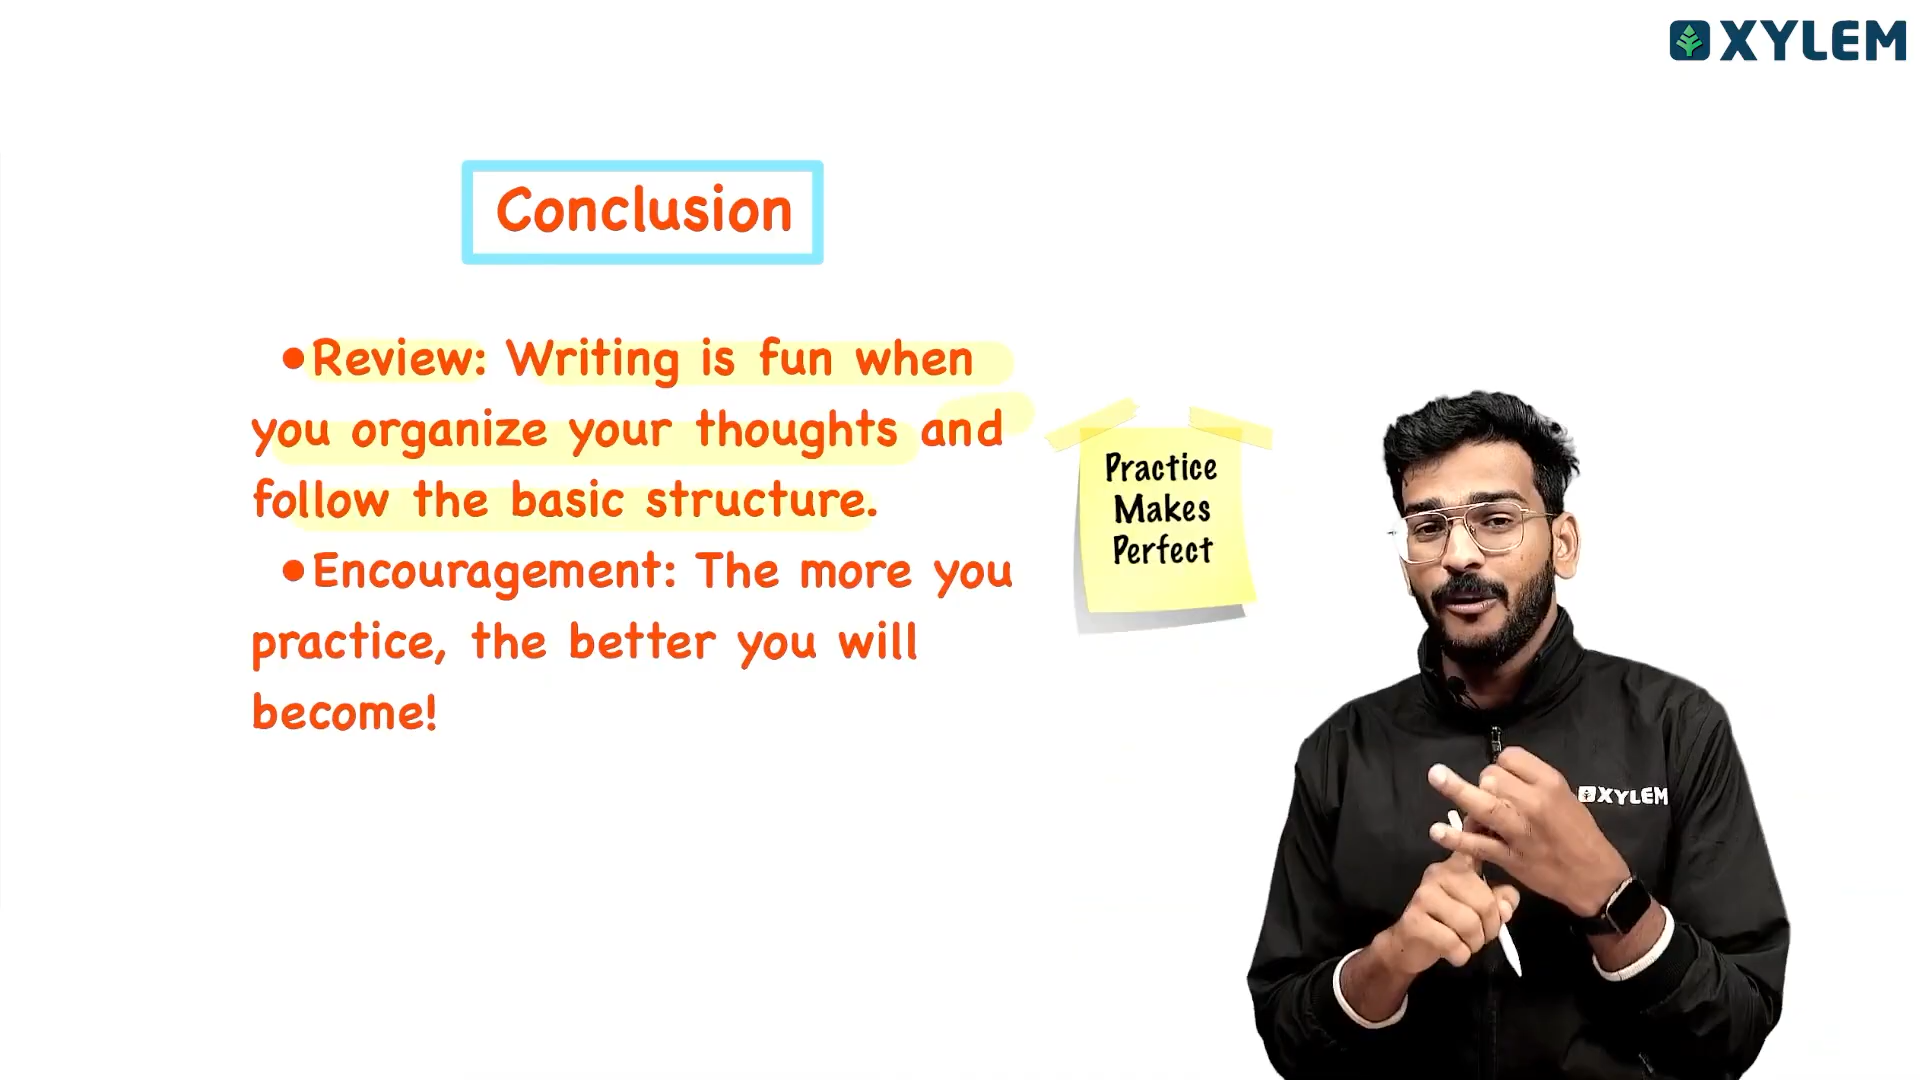 XYLEM
Conclusion
•Review: Writing is fun when
you organize your thoughts and
follow the basic structure.
•Encouragement: The more you
practice, the better you will
become!
Practice
Makes
Perfect
XYLEM